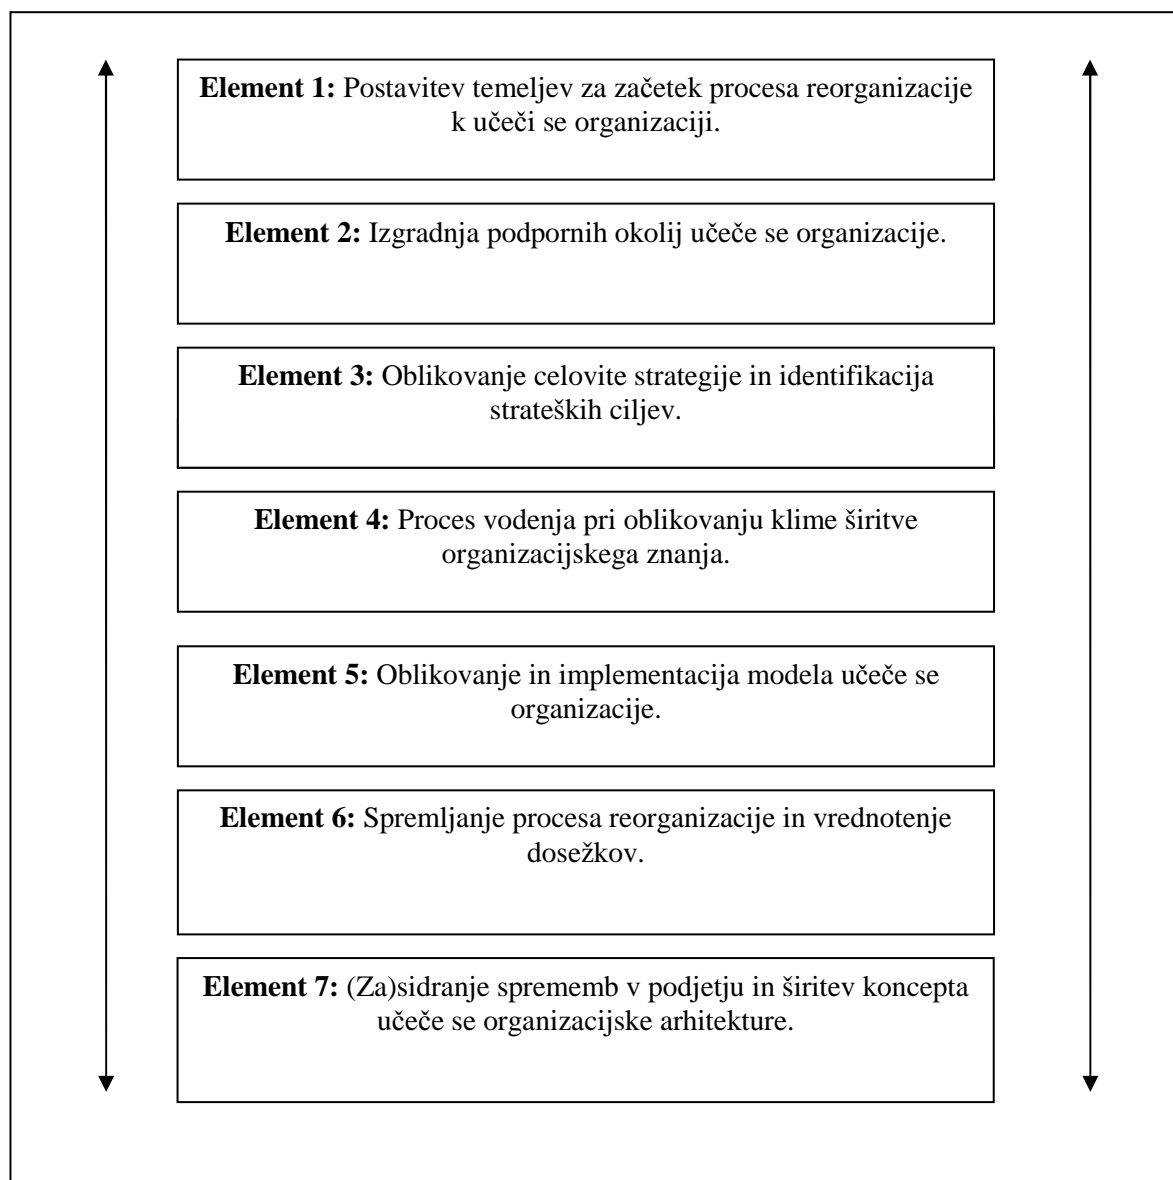 Element 1: Postavitev temeljev za začetek procesa reorganizacije
k učeči se organizaciji.
Element 2: Izgradnja podpornih okolij učeče se organizacije.
Element 3: Oblikovanje celovite strategije in identifikacija
strateških ciljev.
Element 4: Proces vodenja pri oblikovanju klime širitve
organizacijskega znanja.
Element 5: Oblikovanje in implementacija modela učeče se
organizacije.
Element 6: Spremljanje procesa reorganizacije in vrednotenje
dosežkov.
Element 7: (Za)sidranje sprememb v podjetju in širitev koncepta
učeče se organizacijske arhitekture.